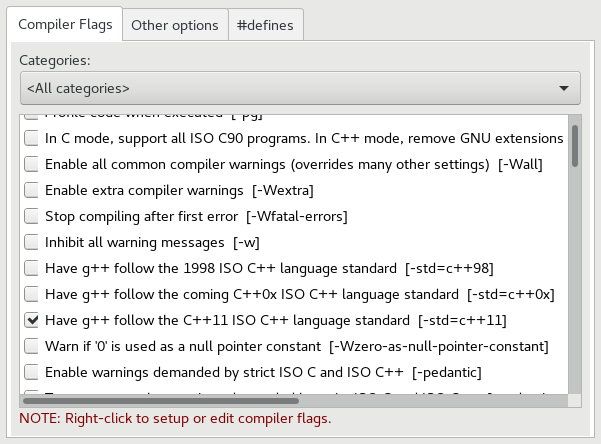 Compiler Flags Other options #defines
Categories:
<All categories>
Profile code when executed [-pg]
In C mode, support all ISO C90 programs. In C++ mode, remove GNU extensions
Enable all common compiler warnings (overrides many other settings) [-Wall]
Enable extra compiler warnings [-Wextra]
Stop compiling after first error [-Wfatal-errors]
Inhibit all warning messages [-w]
Have g++ follow the 1998 ISO C++ language standard [-std=c++98]
Have g++ follow the coming C++0x ISO C++ language standard [-std=c++0x]
Have g++ follow the C++11 ISO C++ language standard [-std=c++11]
Warn if '0' is used as a null pointer constant [-Wzero-as-null-pointer-constant]
Enable warnings demanded by strict ISO C and ISO C++ [-pedantic]
NOTE: Right-click to setup or edit compiler flags.